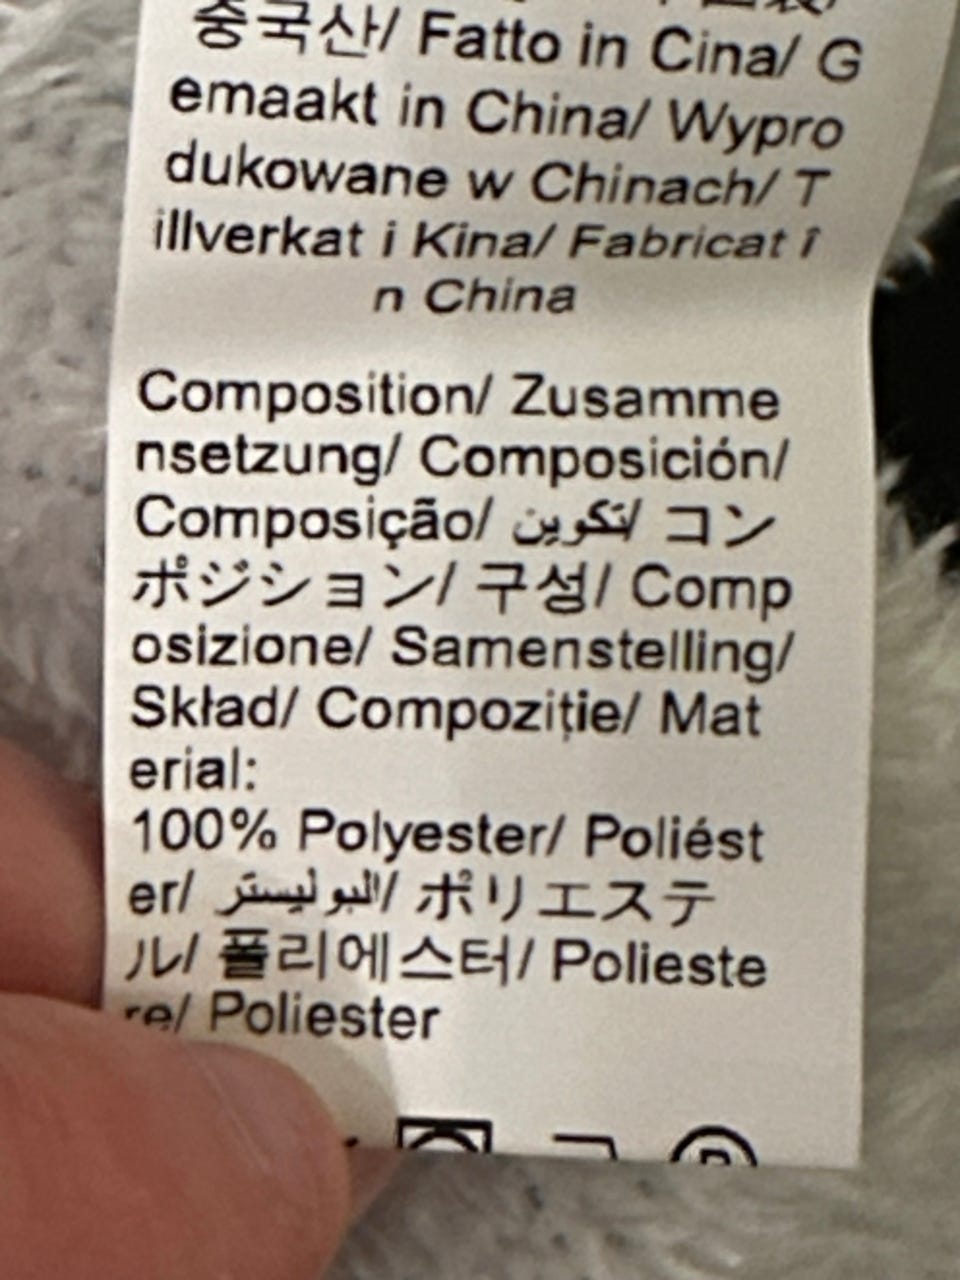 중국산/ Fatto in Cina/ G
emaakt in China/ Wypro
dukowane w Chinach/ T
illverkat i Kina/ Fabricat î
n China
Composition/ Zusamme
nsetzung/ Composición/
Composição/ تكوين/ コン
ポジション/ 구성/ Comp
osizione/ Samenstelling/
Skład/ Compoziție/ Mat
erial:
100% Polyester/ Poliést
er/ البوليستر/ ポリエステ
ル/ 폴리에스터/ Polieste
re/ Poliester